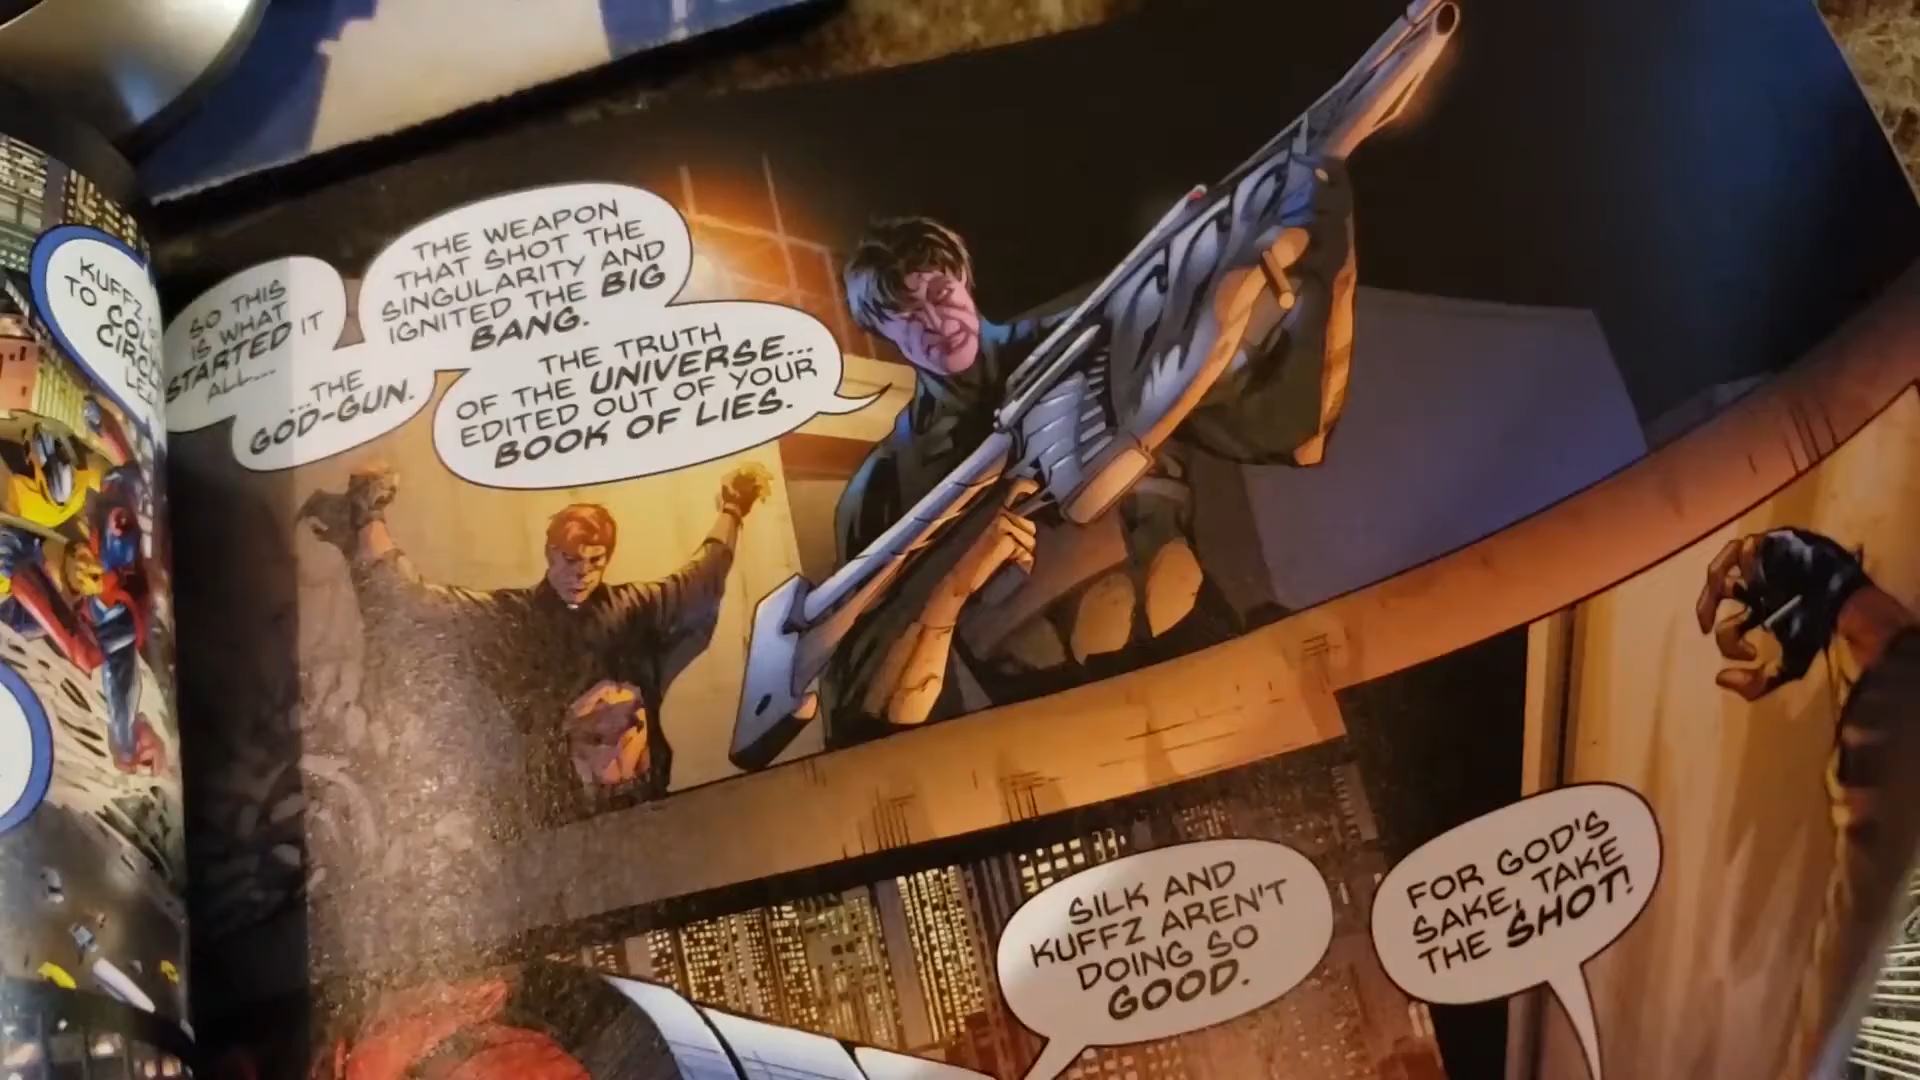 KUFFZ
TO
SO THIS
IS WHAT
STARTED IT
ALL...
...THE
GOD-GUN.
THE WEAPON
THAT SHOT THE
SINGULARITY AND
IGNITED THE BIG
BANG.
THE TRUTH
OF THE UNIVERSE...
EDITED OUT OF YOUR
BOOK OF LIES.
SILK AND
KUFFZ AREN'T
DOING SO
GOOD.
FOR GOD'S
SAKE, TAKE
THE SHOT!